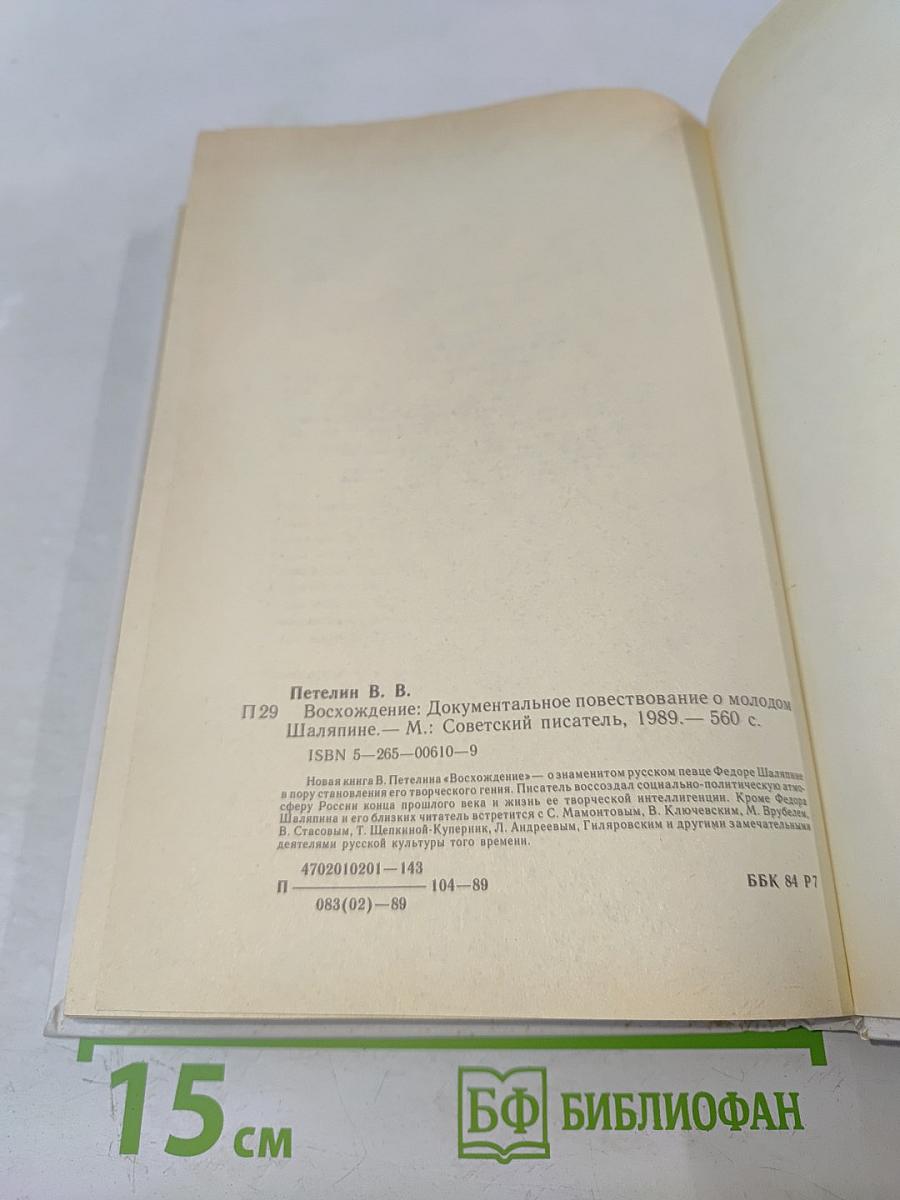 Петелин В. В.
П 29 Восхождение: Документальное повествование о молодом
Шаляпине.— М.: Советский писатель, 1989.— 560 с.
ISBN 5—265—00610—9
Новая книга В. Петелина «Восхождение» — о знаменитом русском певце Федоре Шаляпине
в пору становления его творческого гения. Писатель воссоздал социально-политическую атмо-
сферу России конца прошлого века и жизнь ее творческой интеллигенции. Кроме Федора
Шаляпина и его близких читатель встретится с С. Мамонтовым, В. Ключевским, М. Врубелем,
В. Стасовым, Т. Щепкиной-Куперник, Л. Андреевым, Гиляровским и другими замечательными
деятелями русской культуры того времени.
4702010201—143
П ———— 104—89
083(02)—89
ББК 84 Р7
15 см
БФ БИБЛИОФАН